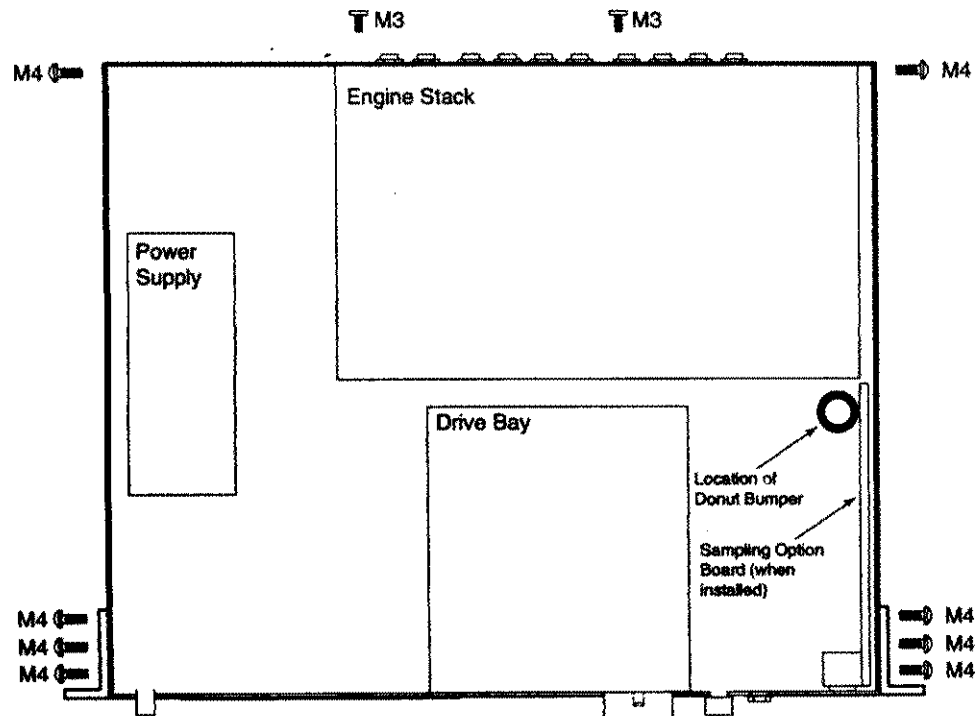 M3
M3
M4
M4
Engine Stack
Power
Supply
Drive Bay
Location of
Donut Bumper
Sampling Option
Board (when
installed)
M4
M4
M4
M4
M4
M4